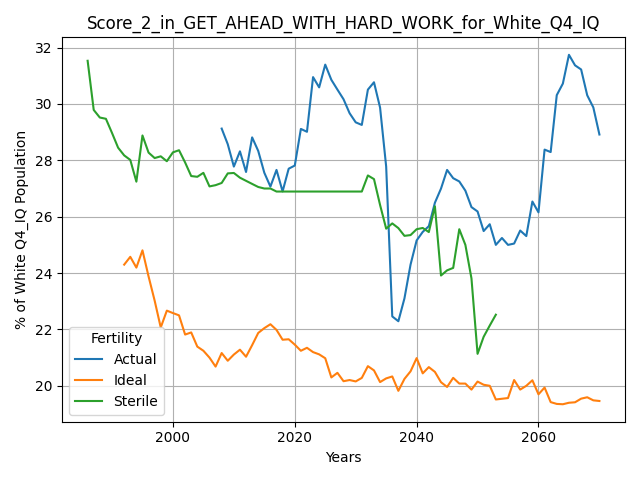 Score_2_in_GET_AHEAD_WITH_HARD_WORK_for_White_Q4_IQ
% of White Q4_IQ Population
32
30
28
26
24
22
20
Fertility
Actual
Ideal
Sterile
2000
2020
2040
2060
Years